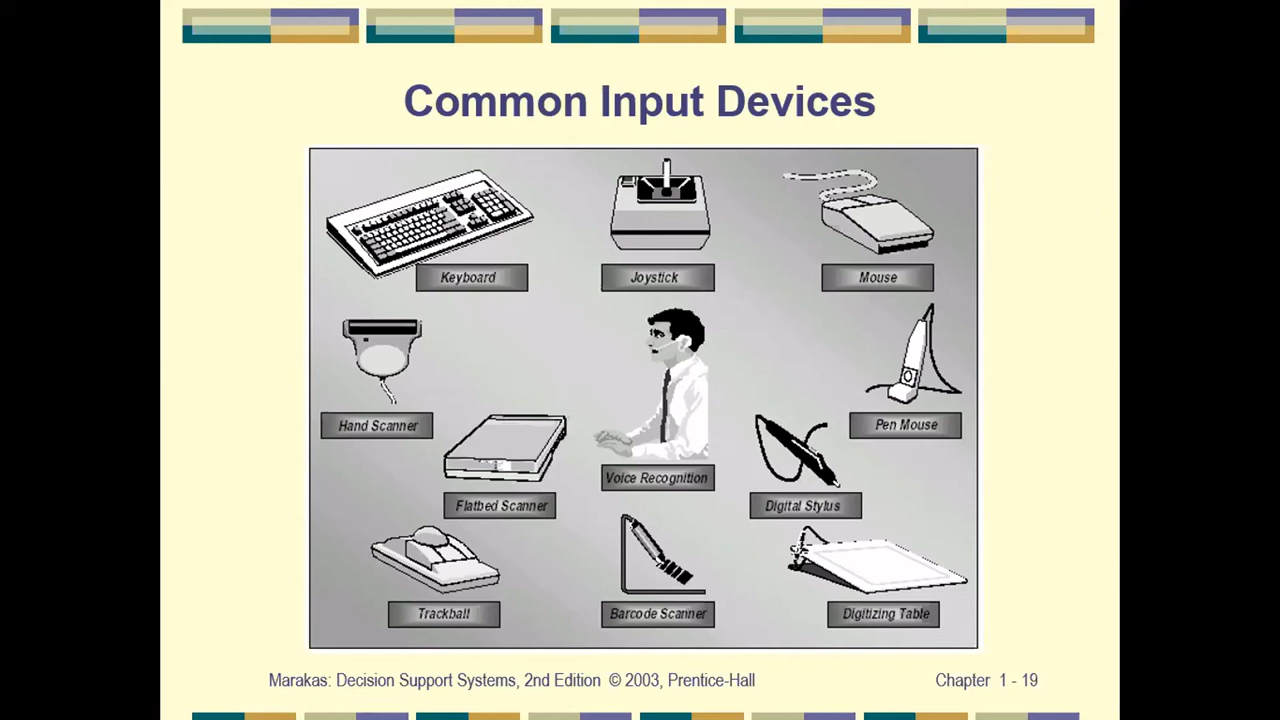 Common Input Devices
Keyboard
Joystick
Mouse
Hand Scanner
Pen Mouse
Voice Recognition
Flatbed Scanner
Digital Stylus
Trackball
Barcode Scanner
Digitizing Table
Marakas: Decision Support Systems, 2nd Edition © 2003, Prentice-Hall
Chapter 1 - 19